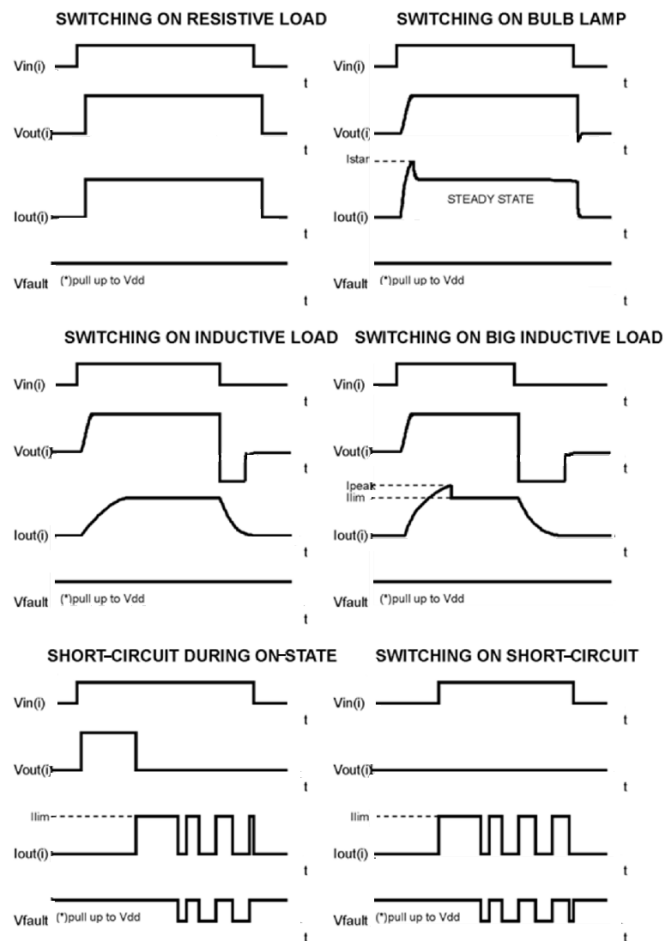 SWITCHING ON RESISTIVE LOAD
Vin(i)
t
Vout(i)
t
Iout(i)
t
Vfault
(*)pull up to Vdd
t
SWITCHING ON BULB LAMP
Vin(i)
t
Vout(i)
t
Istar
STEADY STATE
Iout(i)
t
Vfault
(*)pull up to Vdd
t
SWITCHING ON INDUCTIVE LOAD
Vin(i)
t
Vout(i)
t
Iout(i)
t
Vfault
(*)pull up to Vdd
t
SWITCHING ON BIG INDUCTIVE LOAD
Vin(i)
t
Vout(i)
t
Ipeak
Ilim
Iout(i)
t
Vfault
(*)pull up to Vdd
t
SHORT-CIRCUIT DURING ON-STATE
Vin(i)
t
Vout(i)
t
Ilim
Iout(i)
t
Vfault
(*)pull up to Vdd
t
SWITCHING ON SHORT-CIRCUIT
Vin(i)
t
Vout(i)
t
Ilim
Iout(i)
t
Vfault
(*)pull up to Vdd
t